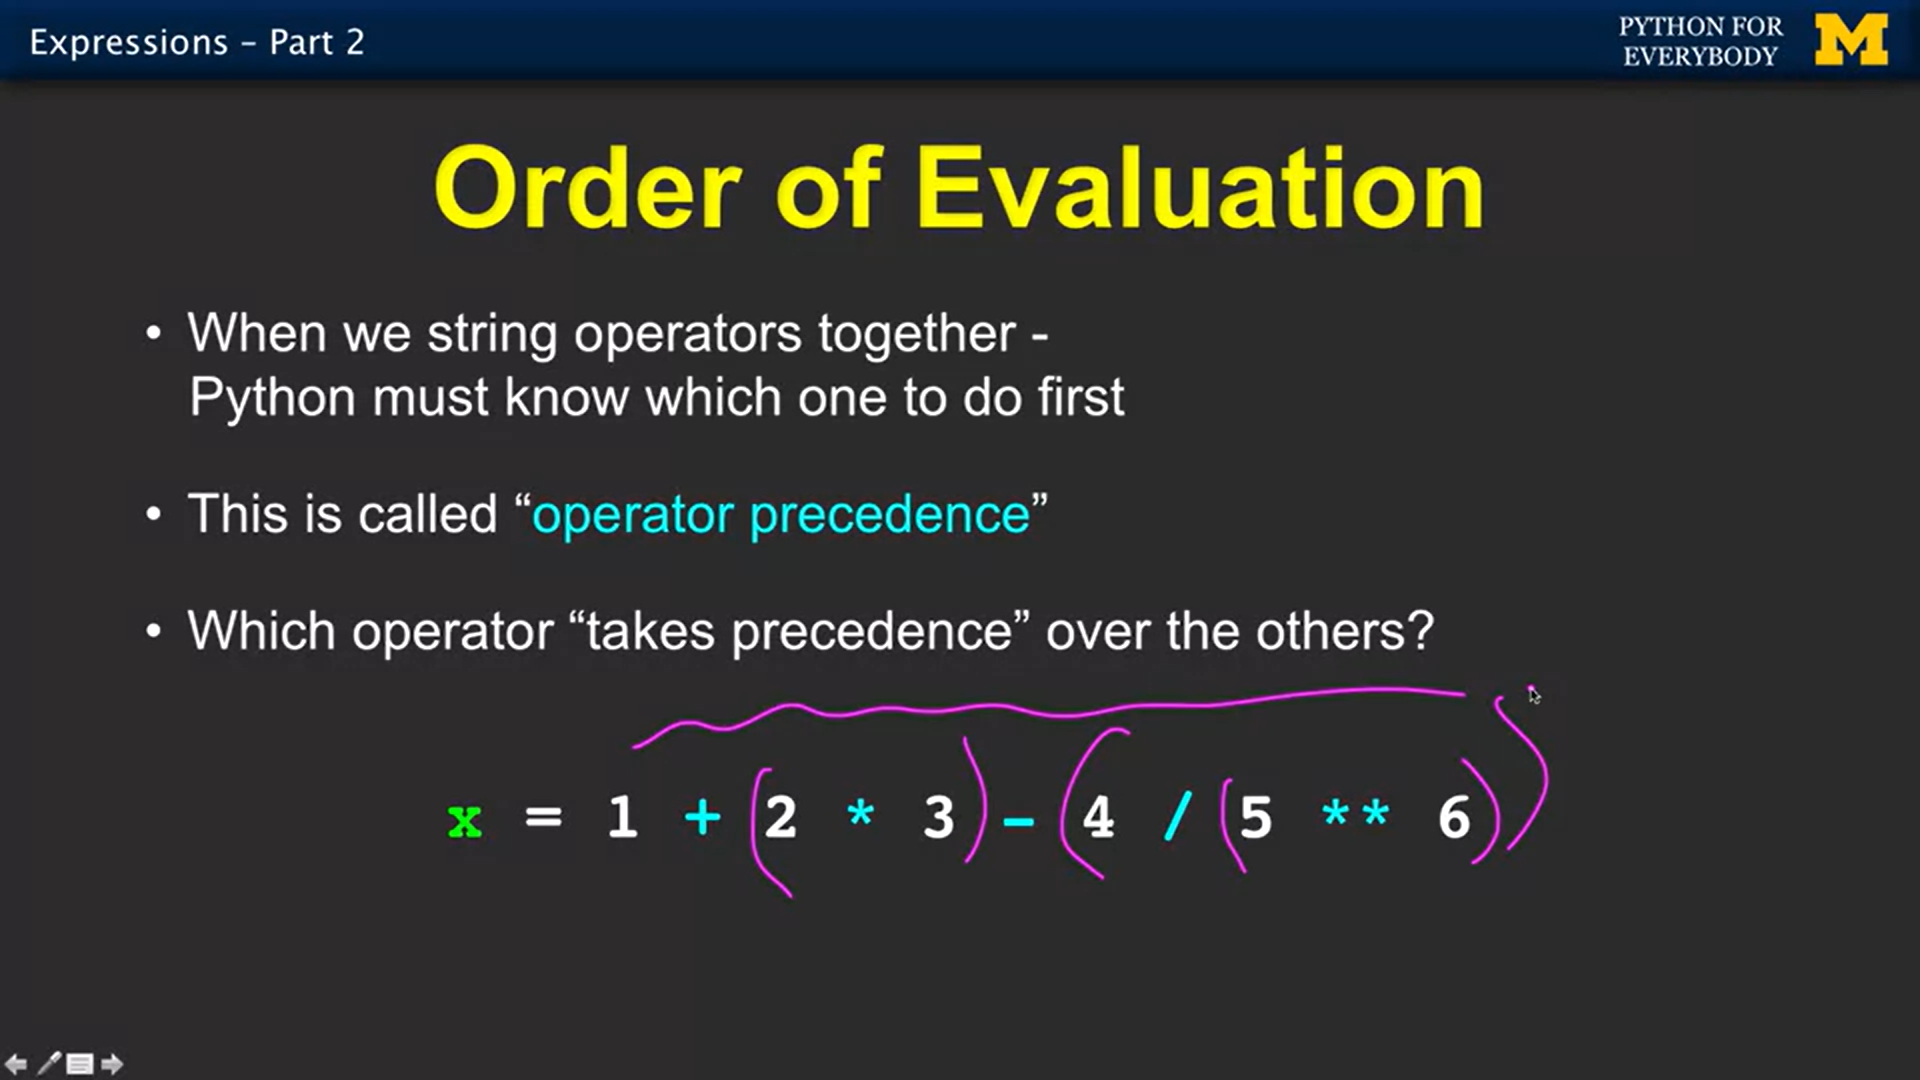 Expressions – Part 2
PYTHON FOR
EVERYBODY
M
Order of Evaluation
• When we string operators together -
Python must know which one to do first
• This is called “operator precedence”
• Which operator “takes precedence” over the others?
x = 1 + (2 * 3) - (4 / (5 ** 6))